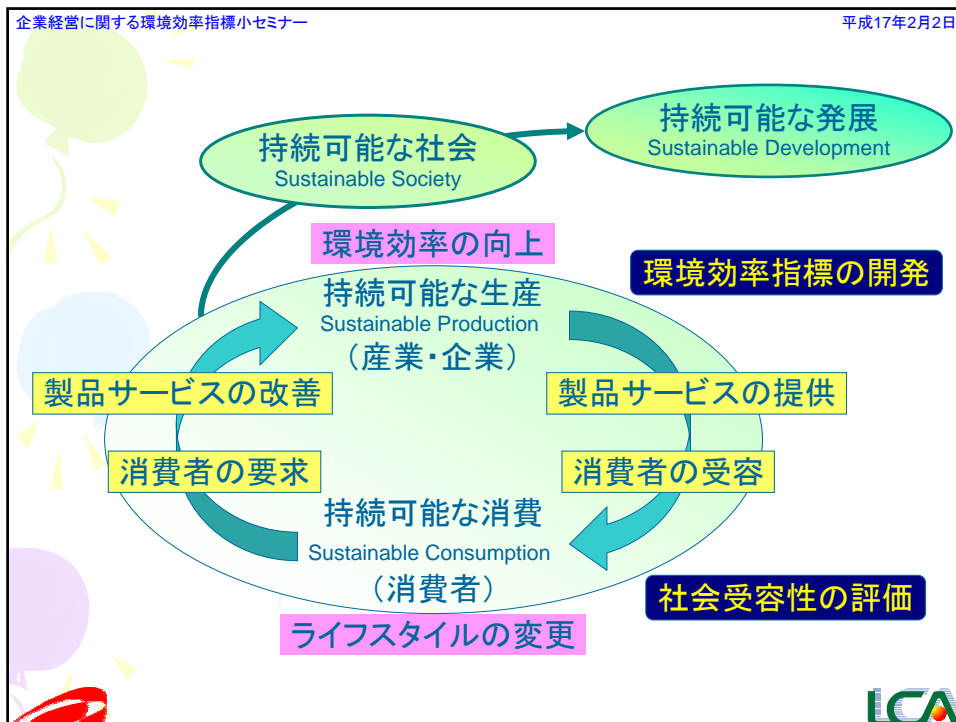 企業経営に関する環境効率指標小セミナー
平成17年2月2日
持続可能な発展
Sustainable Development
持続可能な社会
Sustainable Society
環境効率の向上
環境効率指標の開発
持続可能な生産
Sustainable Production
（産業・企業）
製品サービスの改善
製品サービスの提供
消費者の要求
消費者の受容
持続可能な消費
Sustainable Consumption
（消費者）
社会受容性の評価
ライフスタイルの変更
LCA